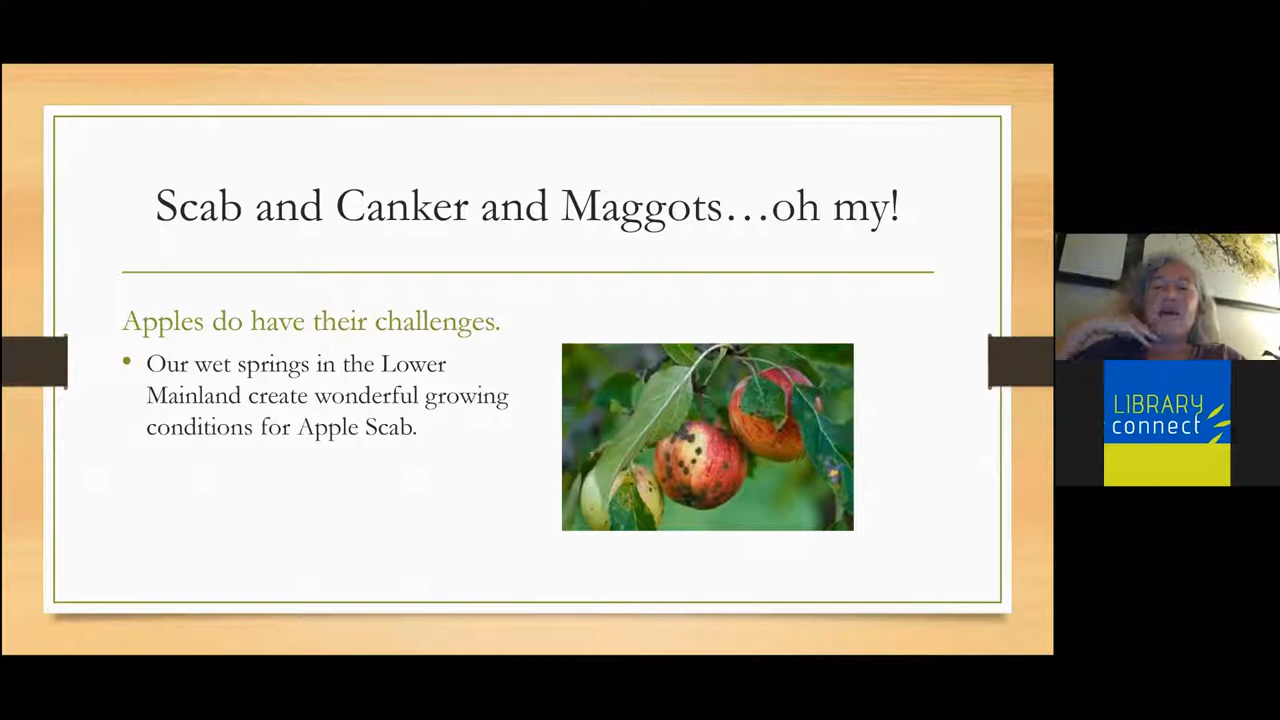 Scab and Canker and Maggots…oh my!
Apples do have their challenges.
• Our wet springs in the Lower
Mainland create wonderful growing
conditions for Apple Scab.
LIBRARY
connect